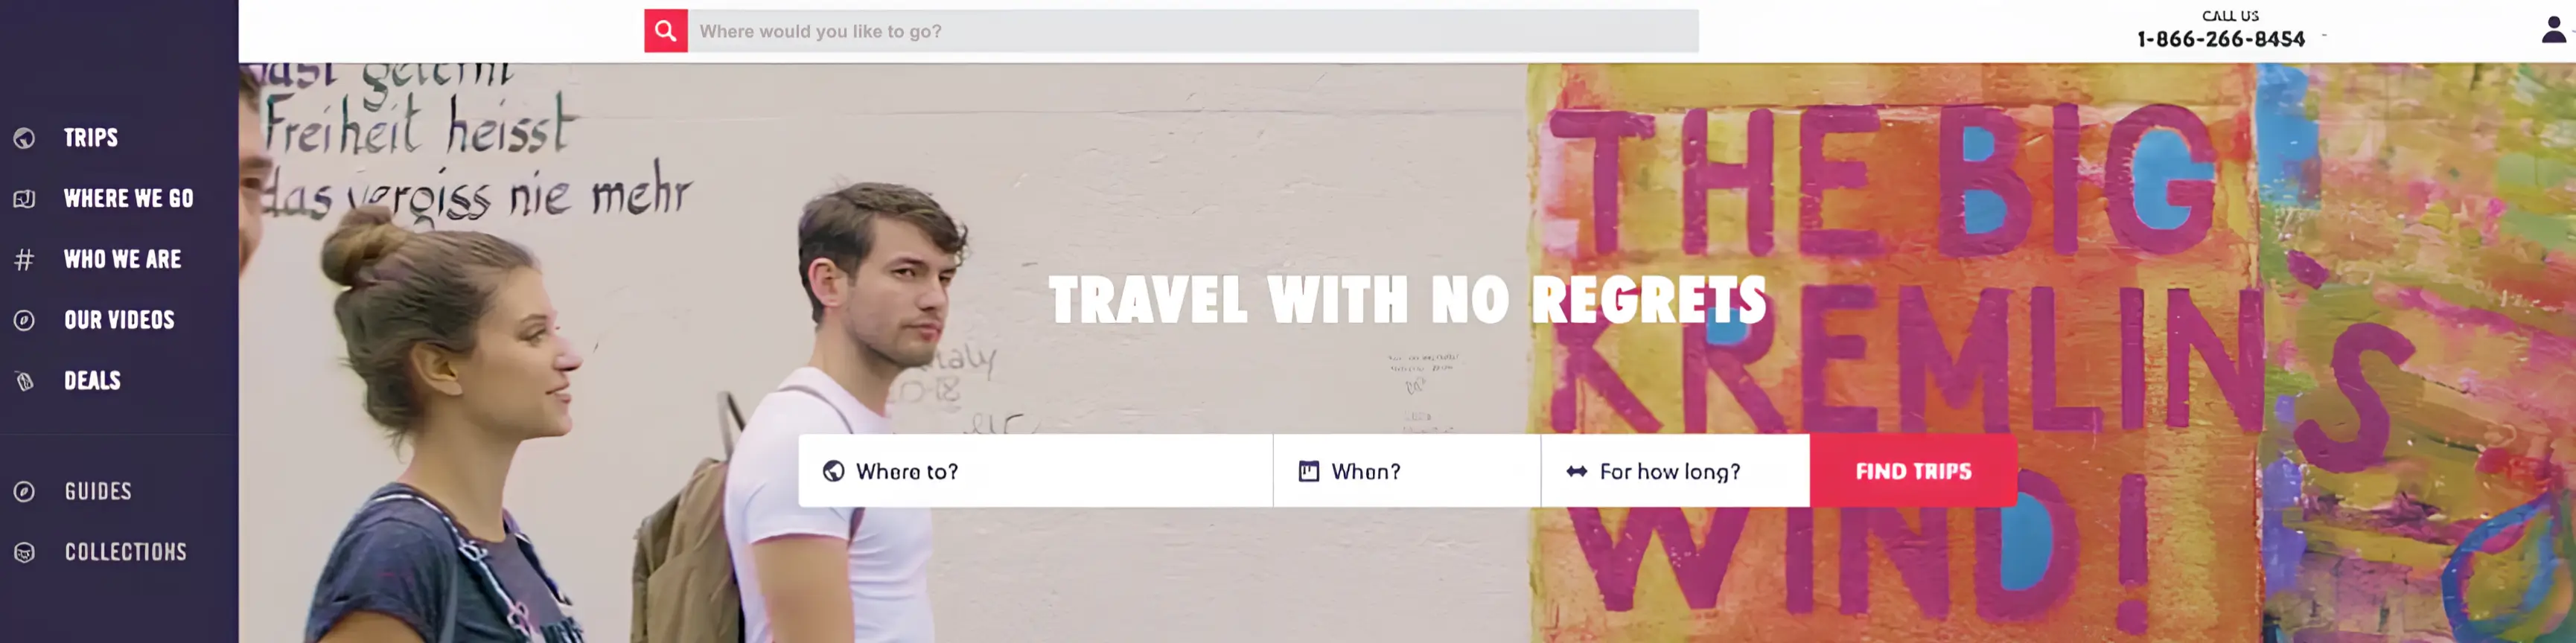 Where would you like to go?
CALL US
1-866-266-8454
TRIPS
WHERE WE GO
WHO WE ARE
OUR VIDEOS
DEALS
GUIDES
COLLECTIONS
hast gelernt
Freiheit heisst
das vergiss nie mehr
THE BIG
KREMLIN
WIND!
S
TRAVEL WITH NO REGRETS
Where to?
When?
For how long?
FIND TRIPS